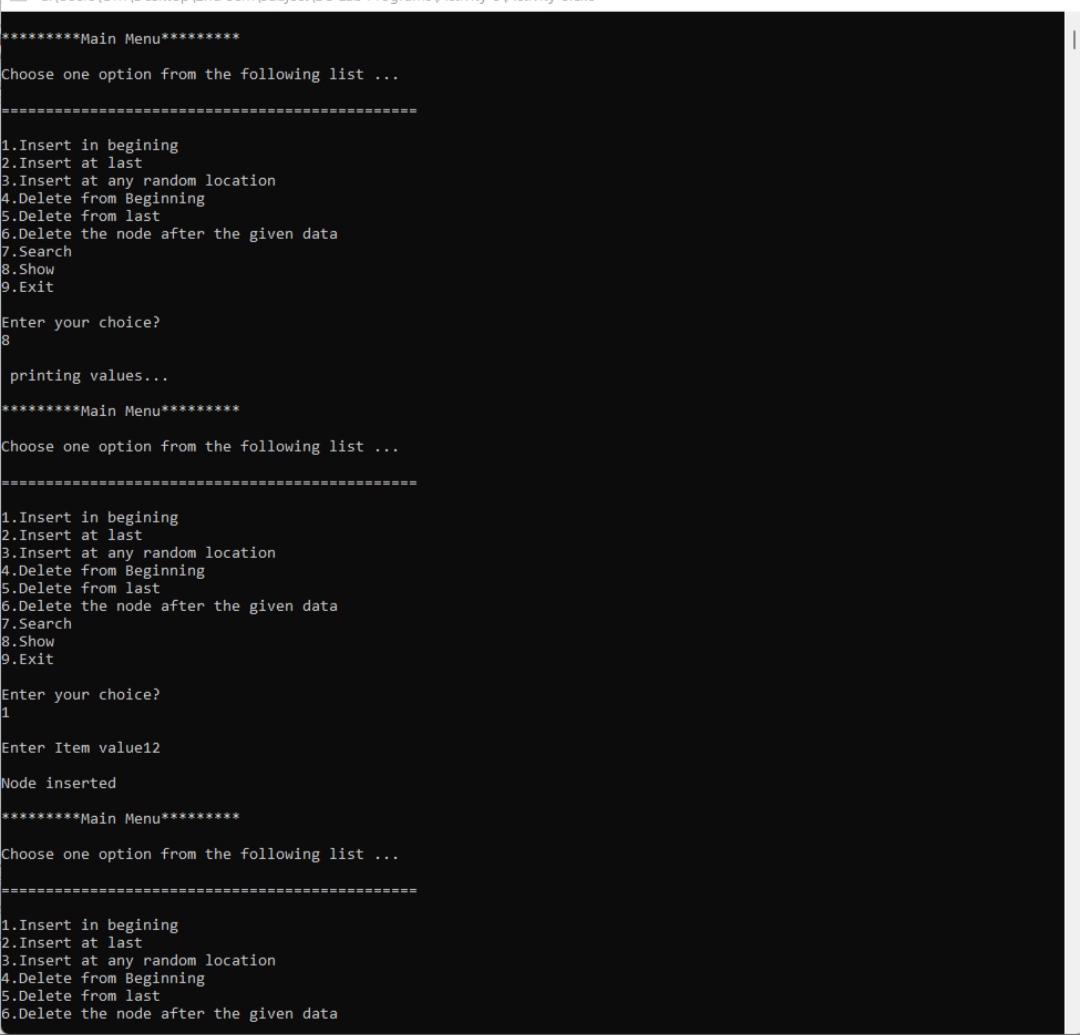 *********Main Menu*********
Choose one option from the following list ...
===============================================
1.Insert in begining
2.Insert at last
3.Insert at any random location
4.Delete from Beginning
5.Delete from last
6.Delete the node after the given data
7.Search
8.Show
9.Exit
Enter your choice?
8
printing values...
*********Main Menu*********
Choose one option from the following list ...
===============================================
1.Insert in begining
2.Insert at last
3.Insert at any random location
4.Delete from Beginning
5.Delete from last
6.Delete the node after the given data
7.Search
8.Show
9.Exit
Enter your choice?
1
Enter Item value12
Node inserted
*********Main Menu*********
Choose one option from the following list ...
===============================================
1.Insert in begining
2.Insert at last
3.Insert at any random location
4.Delete from Beginning
5.Delete from last
6.Delete the node after the given data